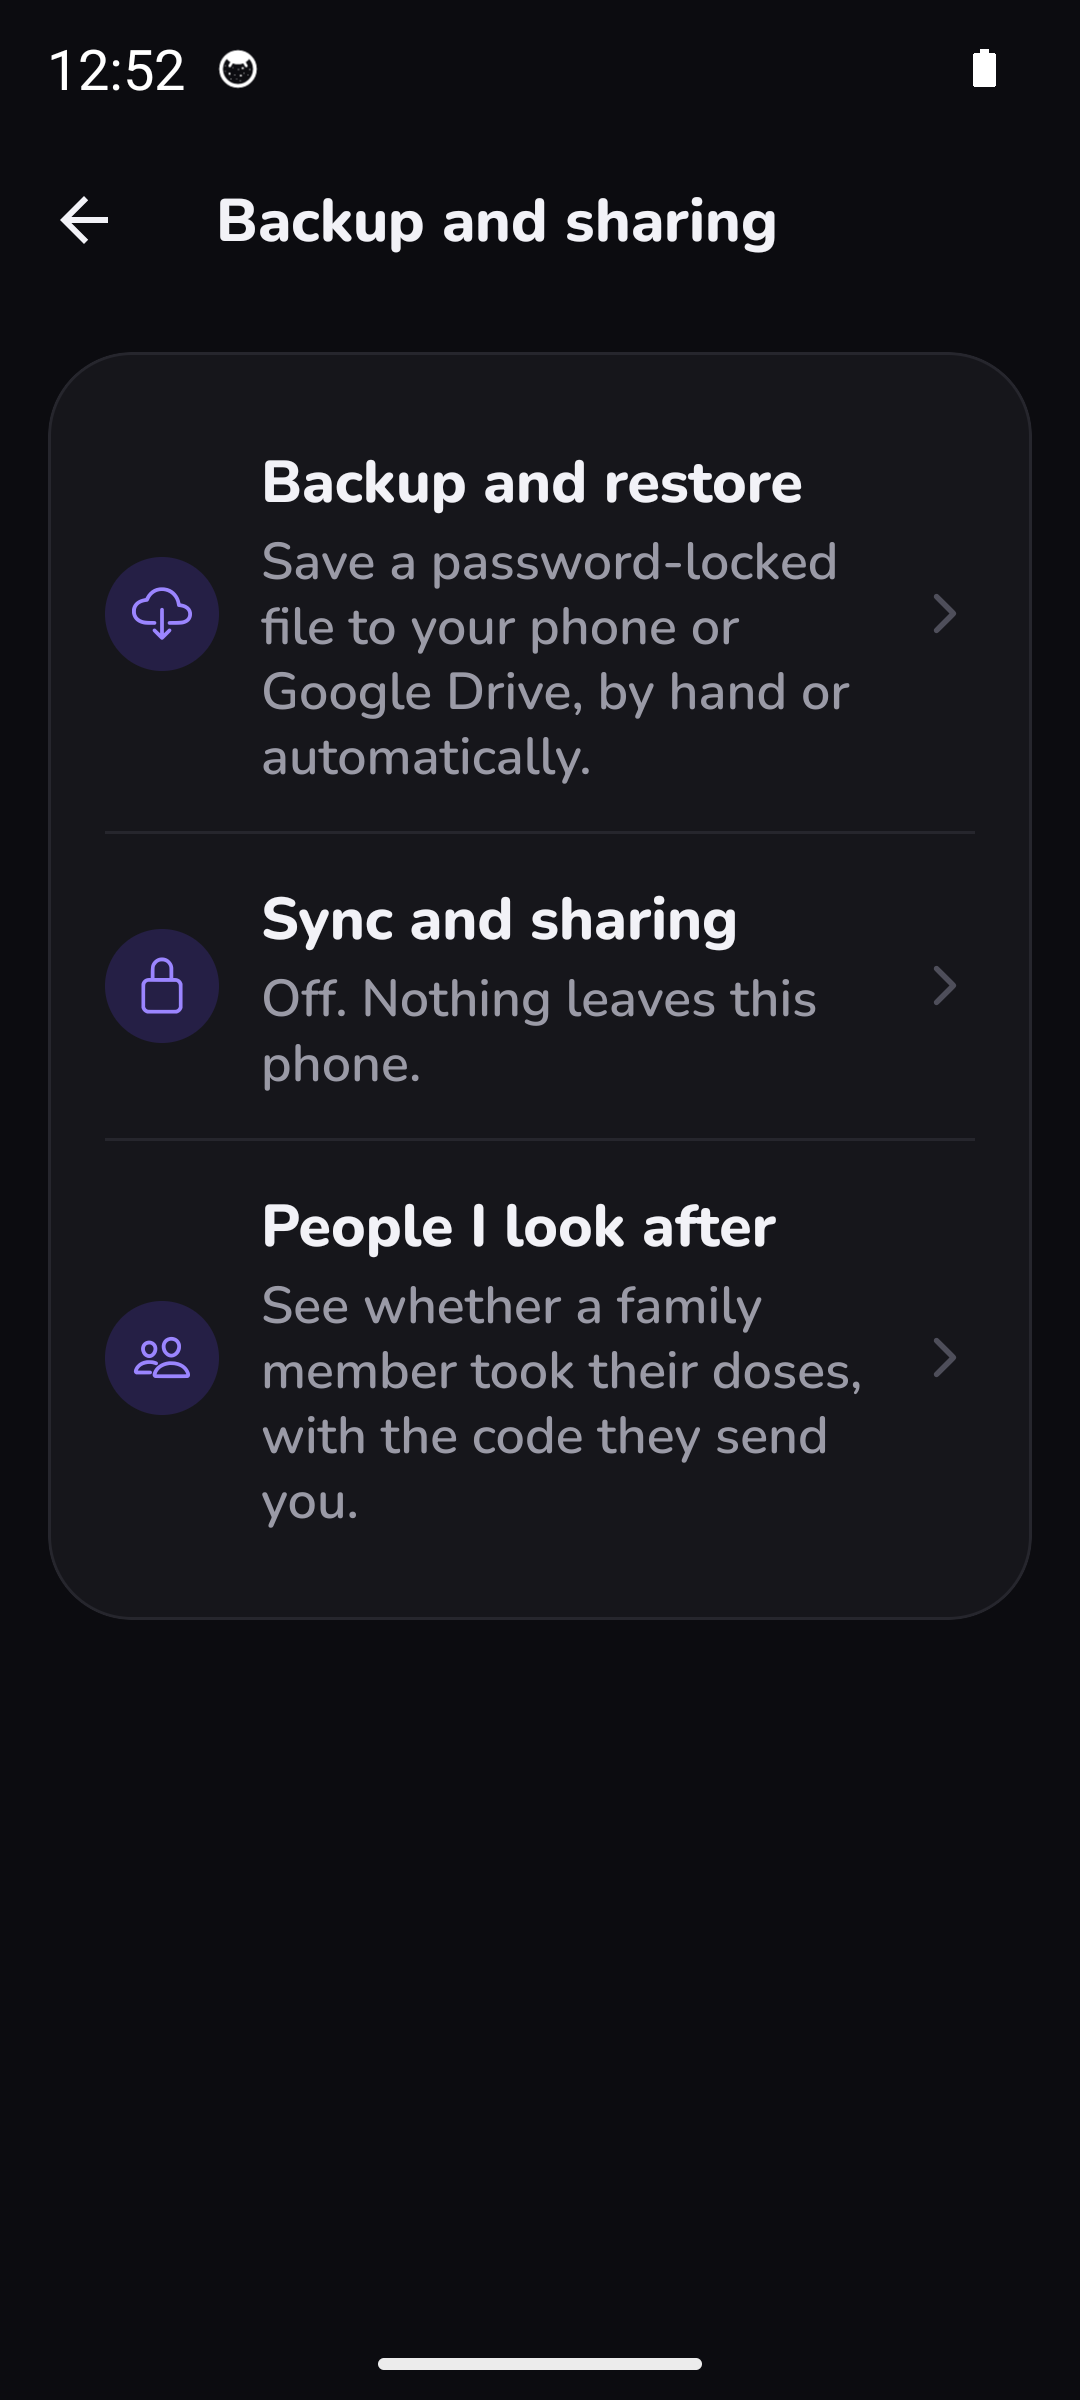 12:52
Backup and sharing
Backup and restore
Save a password-locked
file to your phone or
Google Drive, by hand or
automatically.
Sync and sharing
Off. Nothing leaves this
phone.
People I look after
See whether a family
member took their doses,
with the code they send
you.